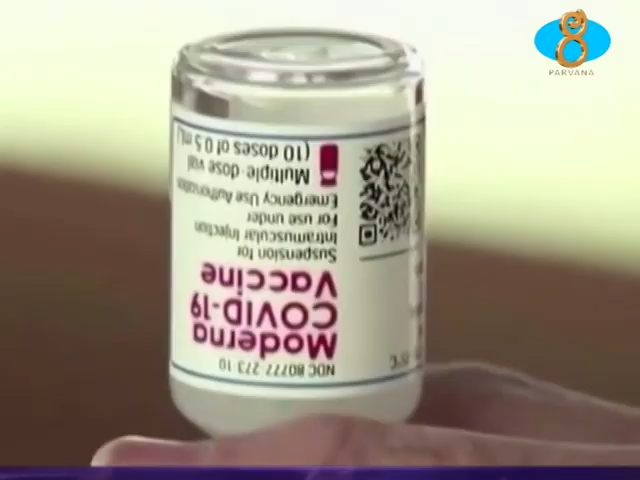 PARVANA
NDC 80777-273-10
Moderna
COVID-19
Vaccine
Suspension for
Intramuscular Injection
For use under
Emergency Use Authorization
Multiple-dose vial
(10 doses of 0.5 mL)